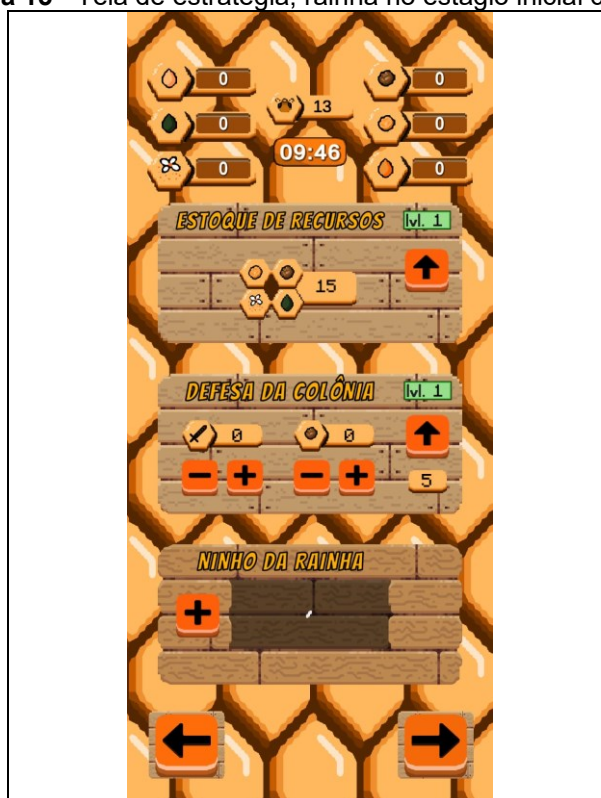 Tela de estratégia, rainha no estágio inicial
0 0
13
0 0
09:46
0 0
ESTOQUE DE RECURSOS lvl. 1
15
DEFESA DA COLÔNIA lvl. 1
0 0
5
NINHO DA RAINHA